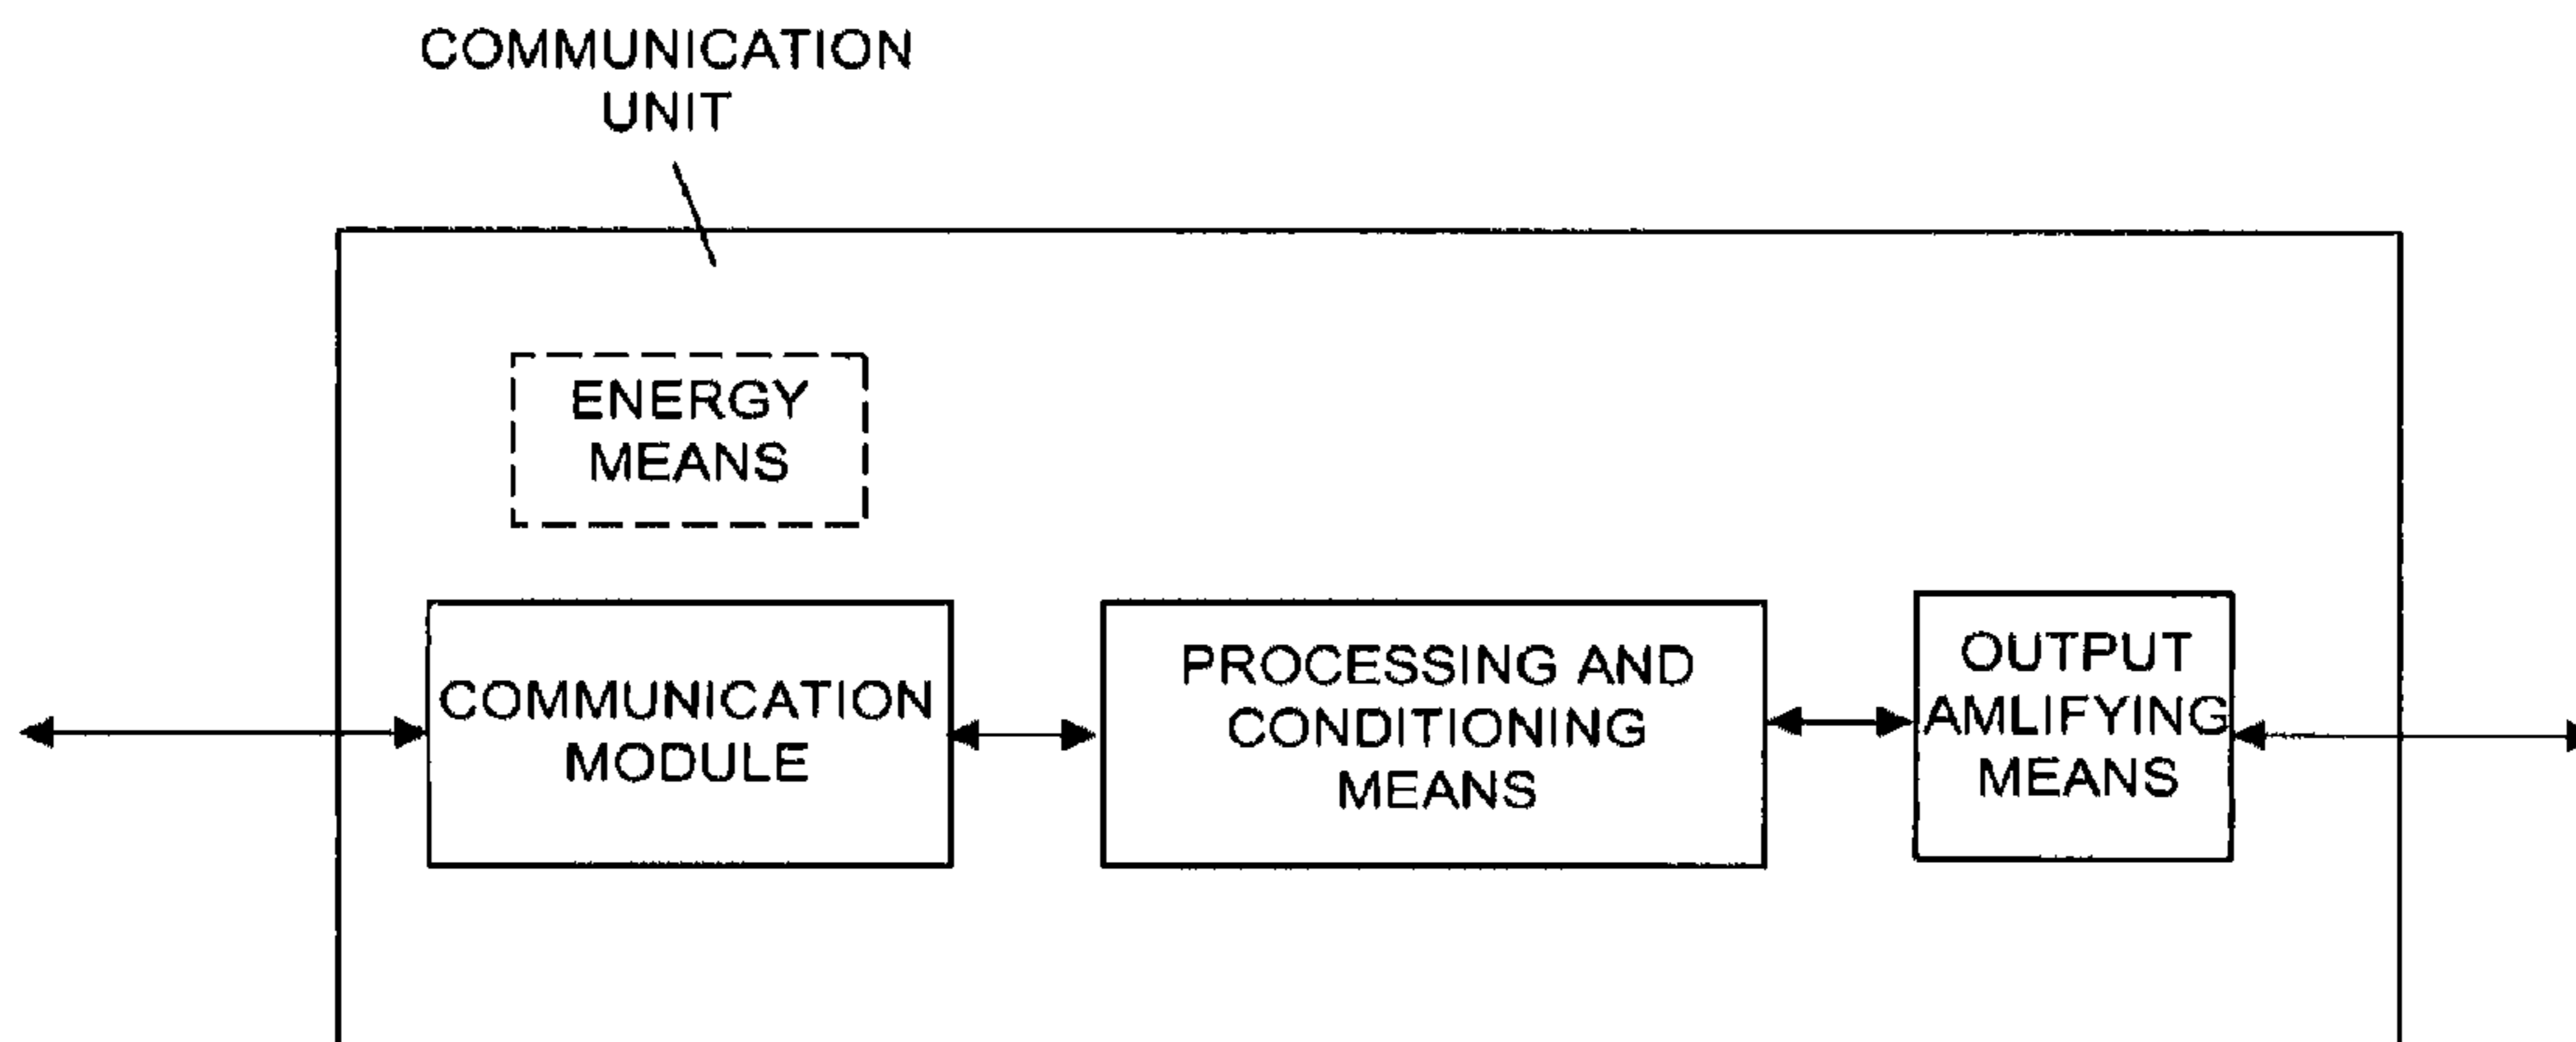 COMMUNICATION
UNIT
ENERGY
MEANS
COMMUNICATION
MODULE
PROCESSING AND
CONDITIONING
MEANS
OUTPUT
AMLIFYING
MEANS